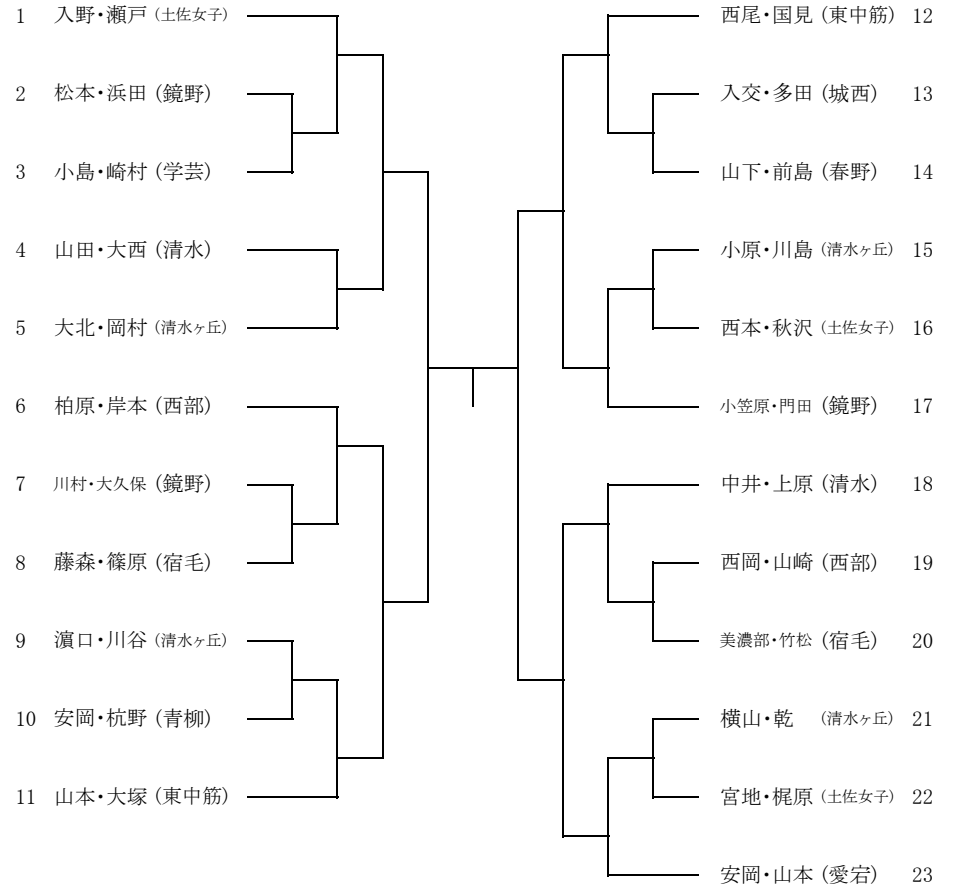 1 入野・瀬戸 (土佐女子)
2 松本・浜田 (鏡野)
3 小島・崎村 (学芸)
4 山田・大西 (清水)
5 大北・岡村 (清水ヶ丘)
6 柏原・岸本 (西部)
7 川村・大久保 (鏡野)
8 藤森・篠原 (宿毛)
9 濵口・川谷 (清水ヶ丘)
10 安岡・杭野 (青柳)
11 山本・大塚 (東中筋)
西尾・国見 (東中筋) 12
入交・多田 (城西) 13
山下・前島 (春野) 14
小原・川島 (清水ヶ丘) 15
西本・秋沢 (土佐女子) 16
小笠原・門田 (鏡野) 17
中井・上原 (清水) 18
西岡・山崎 (西部) 19
美濃部・竹松 (宿毛) 20
横山・乾 (清水ヶ丘) 21
宮地・梶原 (土佐女子) 22
安岡・山本 (愛宕) 23